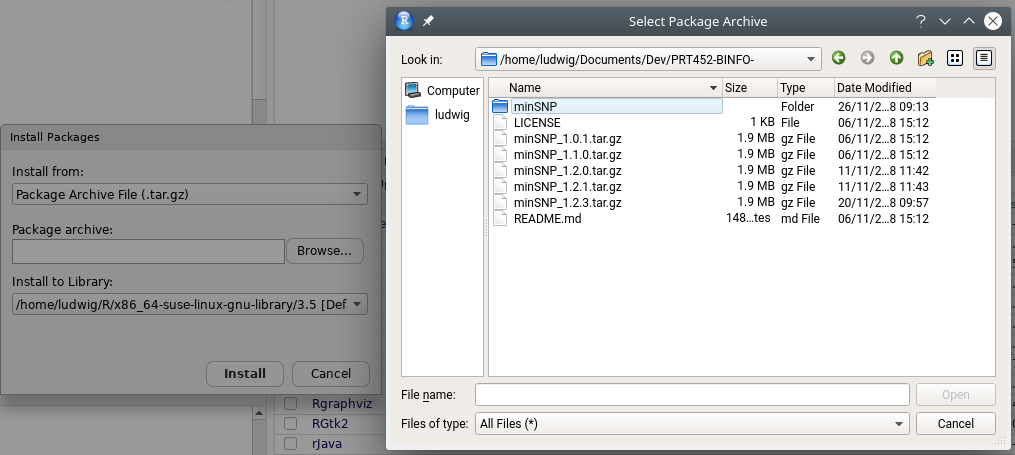 Select Package Archive
Look in: /home/ludwig/Documents/Dev/PRT452-BINFO-
Computer
ludwig
Name Size Type Date Modified
minSNP Folder 26/11/2...8 09:13
LICENSE 1 KB File 06/11/2...8 15:12
minSNP_1.0.1.tar.gz 1.9 MB gz File 06/11/2...8 15:12
minSNP_1.1.0.tar.gz 1.9 MB gz File 06/11/2...8 15:12
minSNP_1.2.0.tar.gz 1.9 MB gz File 11/11/2...8 11:42
minSNP_1.2.1.tar.gz 1.9 MB gz File 11/11/2...8 11:43
minSNP_1.2.3.tar.gz 1.9 MB gz File 20/11/2...8 09:57
README.md 148...tes md File 06/11/2...8 15:12
File name: Open
Files of type: All Files (*) Cancel
Install Packages
Install from:
Package Archive File (.tar.gz)
Package archive:
Browse...
Install to Library:
/home/ludwig/R/x86_64-suse-linux-gnu-library/3.5 [Def
Install Cancel
Rgraphviz
RGtk2
rJava